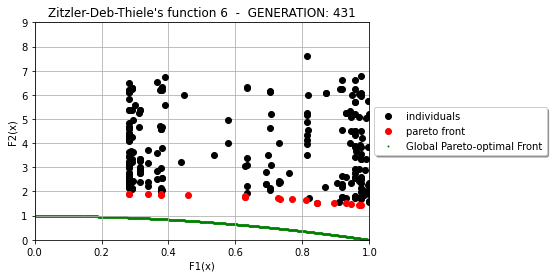 Zitzler-Deb-Thiele's function 6 - GENERATION: 431
9
8
7
6
5
4
3
2
1
0
F2(x)
0.0 0.2 0.4 0.6 0.8 1.0
F1(x)
individuals
pareto front
Global Pareto-optimal Front